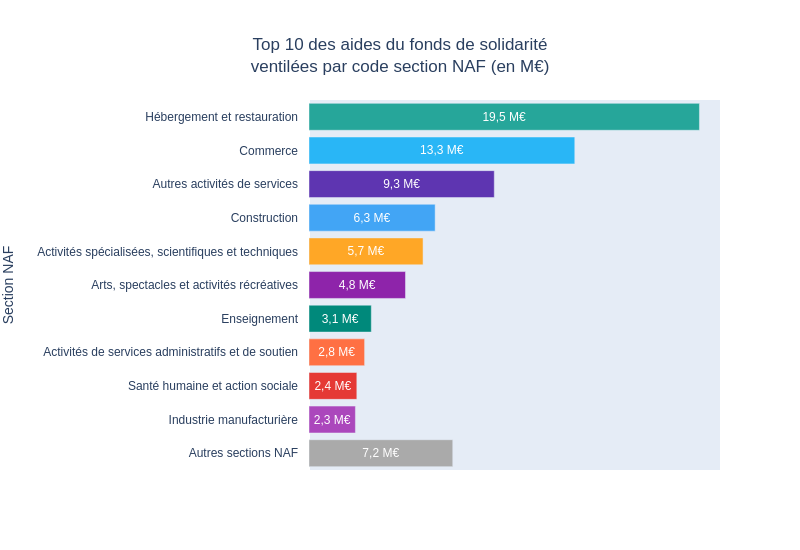 Top 10 des aides du fonds de solidarité
ventilées par code section NAF (en M€)
Section NAF
Hébergement et restauration 19,5 M€
Commerce 13,3 M€
Autres activités de services 9,3 M€
Construction 6,3 M€
Activités spécialisées, scientifiques et techniques 5,7 M€
Arts, spectacles et activités récréatives 4,8 M€
Enseignement 3,1 M€
Activités de services administratifs et de soutien 2,8 M€
Santé humaine et action sociale 2,4 M€
Industrie manufacturière 2,3 M€
Autres sections NAF 7,2 M€